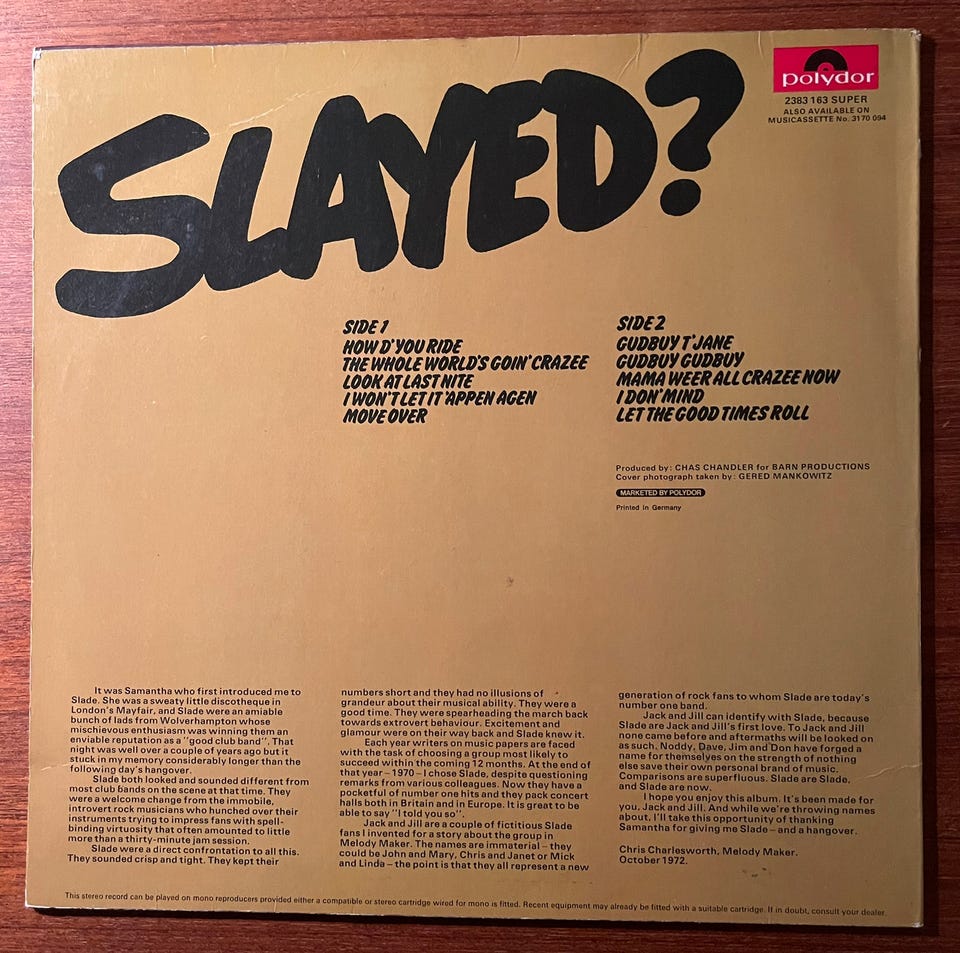 SLAYED?
polydor
2383 163 SUPER
ALSO AVAILABLE ON
MUSICASSETTE No. 3170 094
SIDE 1
HOW D'YOU RIDE
THE WHOLE WORLD'S GOIN' CRAZEE
LOOK AT LAST NITE
I WON'T LET IT 'APPEN AGEN
MOVE OVER
SIDE 2
GUDBUY T'JANE
GUDBUY GUDBUY
MAMA WEER ALL CRAZEE NOW
I DON' MIND
LET THE GOOD TIMES ROLL
Produced by: CHAS CHANDLER for BARN PRODUCTIONS
Cover photograph taken by: GERED MANKOWITZ
MARKETED BY POLYDOR
Printed in Germany
It was Samantha who first introduced me to
Slade. She was a sweaty little discotheque in
London's Mayfair, and Slade were an amiable
bunch of lads from Wolverhampton whose
mischievous enthusiasm was winning them an
enviable reputation as a "good club band". That
night was well over a couple of years ago but it
stuck in my memory considerably longer than the
following day's hangover.
Slade both looked and sounded different from
most club bands on the scene at that time. They
were a welcome change from the immobile,
introvert rock musicians who hunched over their
instruments trying to impress fans with spell-
binding virtuosity that often amounted to little
more than a thirty-minute jam session.
Slade were a direct confrontation to all this.
They sounded crisp and tight. They kept their
numbers short and they had no illusions of
grandeur about their musical ability. They were a
good time. They were spearheading the march back
towards extrovert behaviour. Excitement and
glamour were on their way back and Slade knew it.
Each year writers on music papers are faced
with the task of choosing a group most likely to
succeed within the coming 12 months. At the end of
that year – 1970 – I chose Slade, despite questioning
remarks from various colleagues. Now they have a
pocketful of number one hits and they pack concert
halls both in Britain and in Europe. It is great to be
able to say "I told you so".
Jack and Jill are a couple of fictitious Slade
fans I invented for a story about the group in
Melody Maker. The names are immaterial – they
could be John and Mary, Chris and Janet or Mick
and Linda – the point is that they all represent a new
generation of rock fans to whom Slade are today's
number one band.
Jack and Jill can identify with Slade, because
Slade are Jack and Jill's first love. To Jack and Jill
none came before and aftermaths will be looked on
as such. Noddy, Dave, Jim and Don have forged a
name for themselves on the strength of nothing
else save their own personal brand of music.
Comparisons are superfluous. Slade are Slade,
and Slade are now.
I hope you enjoy this album. It's been made for
you, Jack and Jill. And while we're throwing names
about, I'll take this opportunity of thanking
Samantha for giving me Slade – and a hangover.
Chris Charlesworth, Melody Maker.
October 1972.
This stereo record can be played on mono reproducers provided either a compatible or stereo cartridge wired for mono is fitted. Recent equipment may already be fitted with a suitable cartridge. If in doubt, consult your dealer.